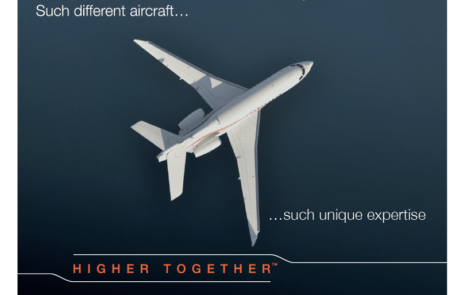 Such different aircraft…
…such unique expertise
HIGHER TOGETHER™